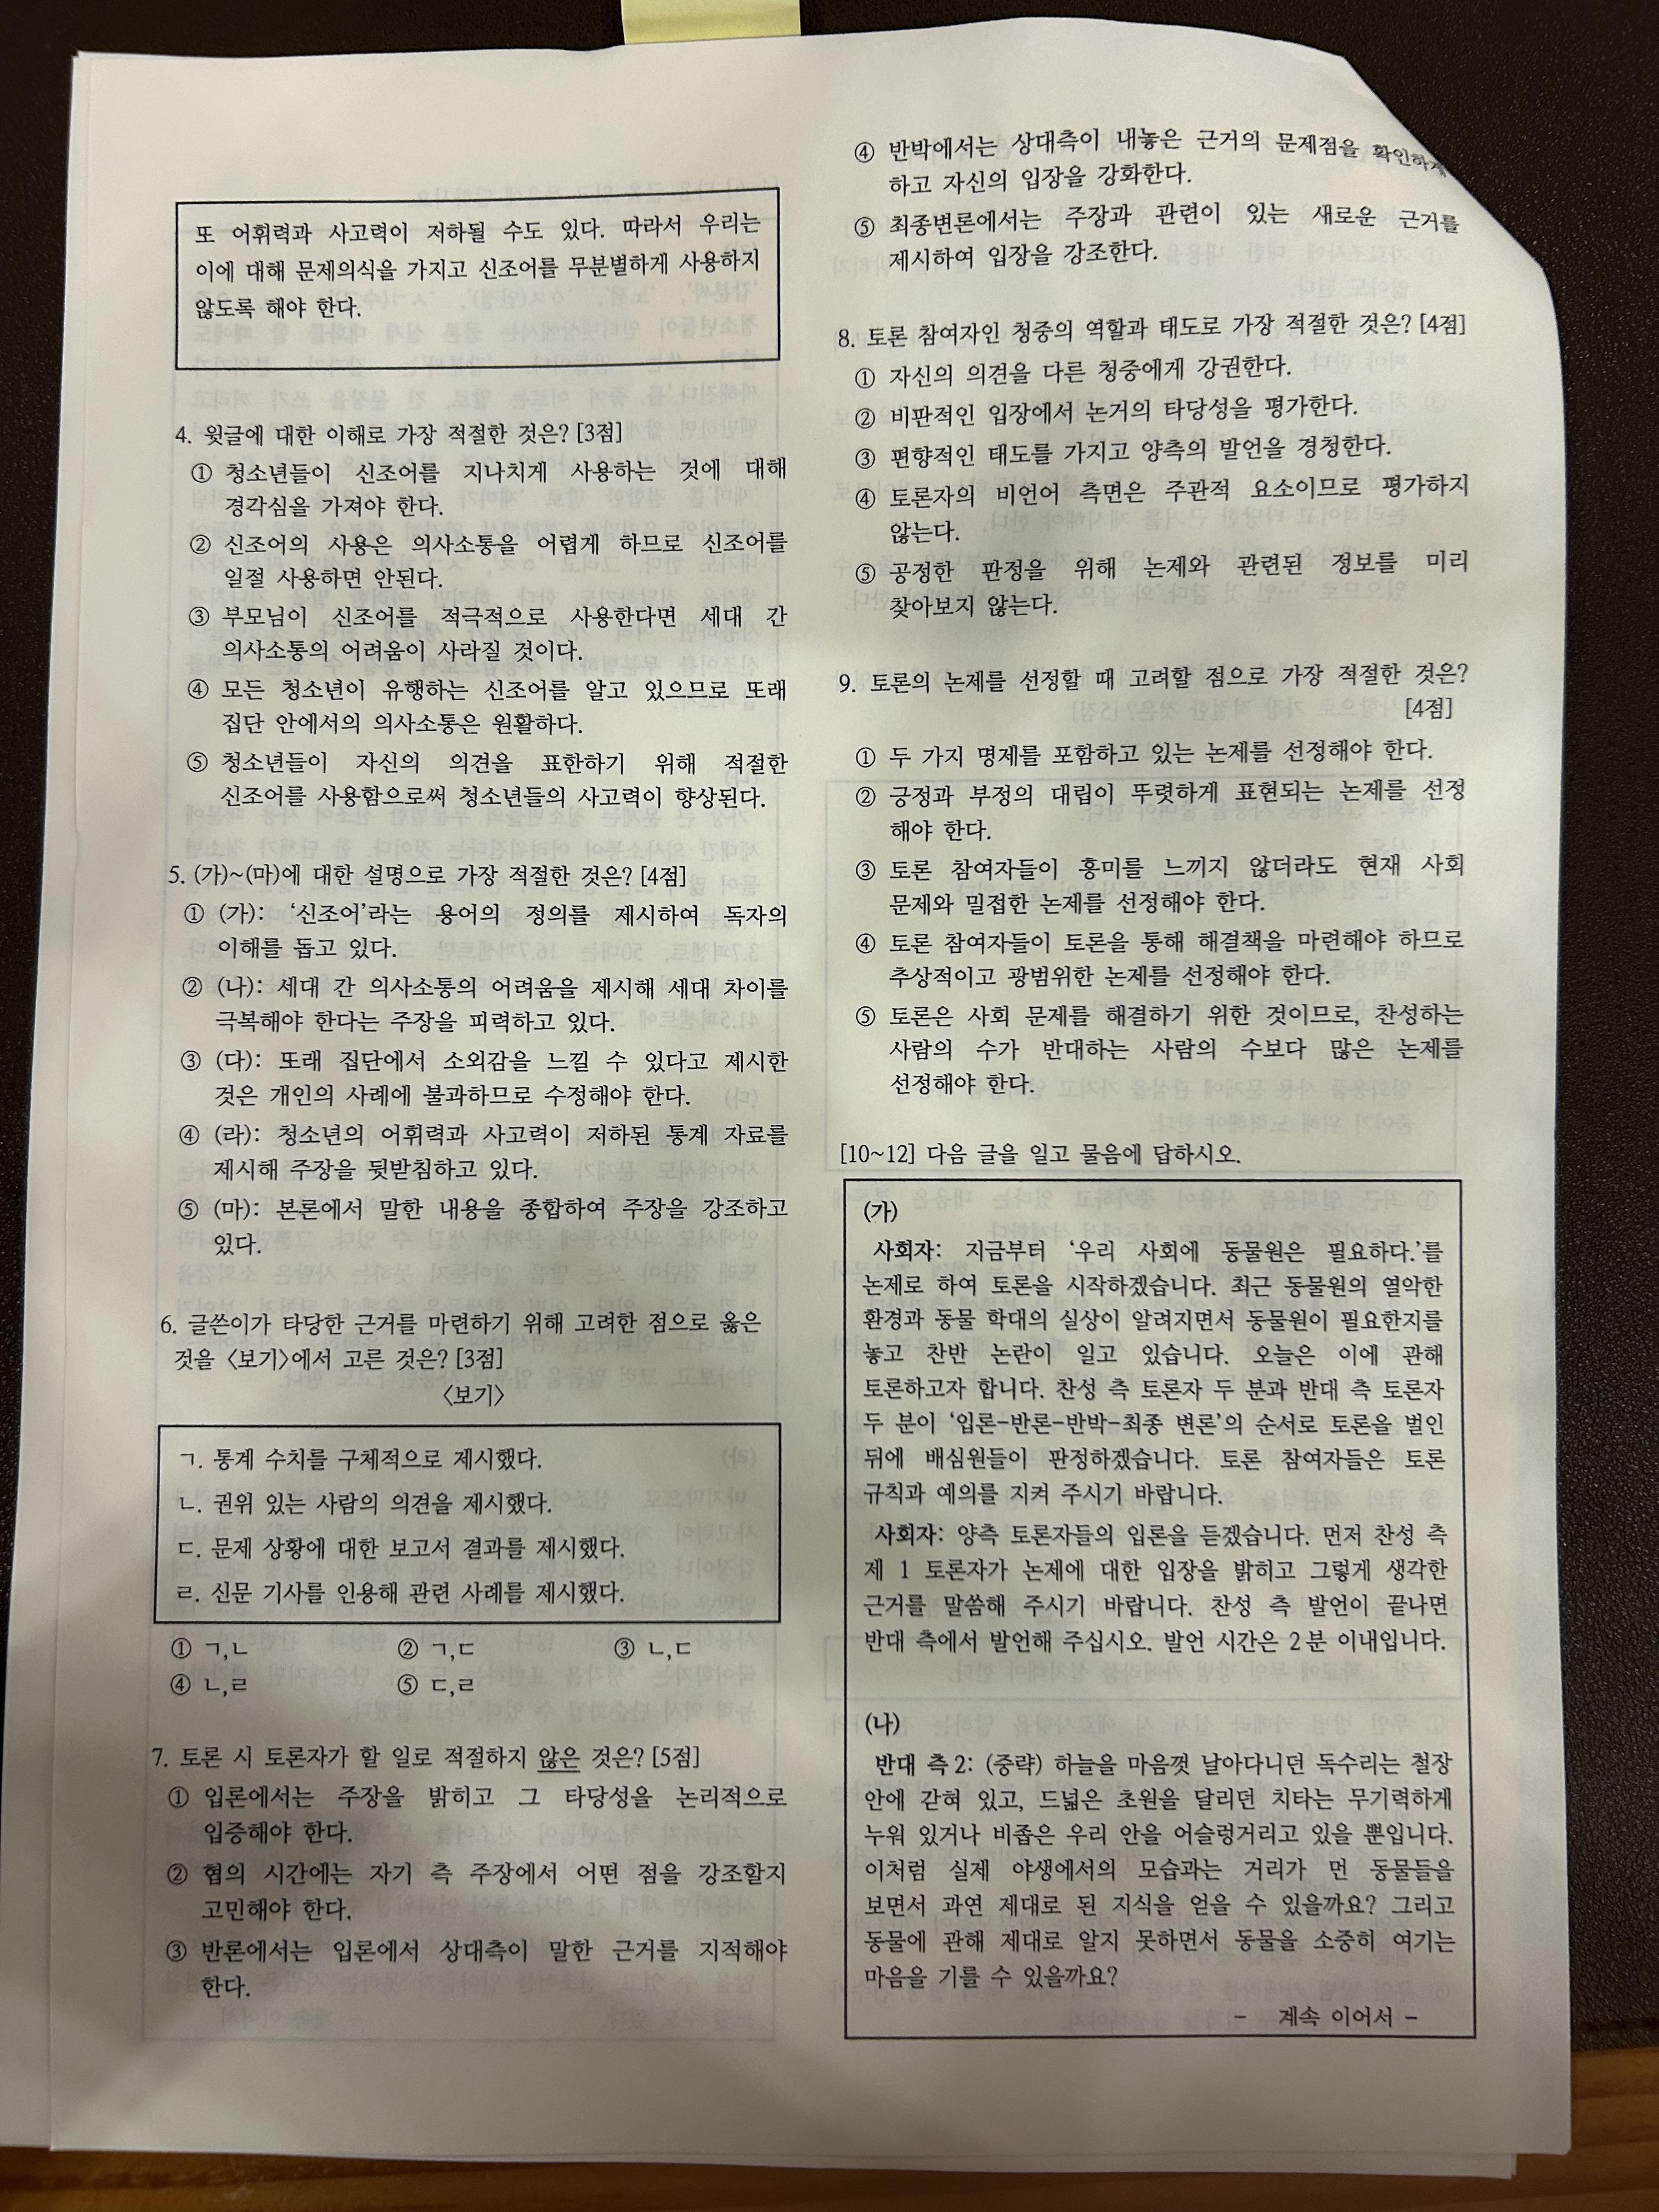 또 어휘력과 사고력이 저하될 수도 있다. 따라서 우리는
이에 대해 문제의식을 가지고 신조어를 무분별하게 사용하지
않도록 해야 한다.
4. 윗글에 대한 이해로 가장 적절한 것은? [3점]
① 청소년들이 신조어를 지나치게 사용하는 것에 대해
경각심을 가져야 한다.
② 신조어의 사용은 의사소통을 어렵게 하므로 신조어를
일절 사용하면 안된다.
③ 부모님이 신조어를 적극적으로 사용한다면 세대 간
의사소통의 어려움이 사라질 것이다.
④ 모든 청소년이 유행하는 신조어를 알고 있으므로 또래
집단 안에서의 의사소통은 원활하다.
⑤ 청소년들이 자신의 의견을 표한하기 위해 적절한
신조어를 사용함으로써 청소년들의 사고력이 향상된다.
5. (가)~(마)에 대한 설명으로 가장 적절한 것은? [4점]
① (가): ‘신조어’라는 용어의 정의를 제시하여 독자의
이해를 돕고 있다.
② (나): 세대 간 의사소통의 어려움을 제시해 세대 차이를
극복해야 한다는 주장을 피력하고 있다.
③ (다): 또래 집단에서 소외감을 느낄 수 있다고 제시한
것은 개인의 사례에 불과하므로 수정해야 한다.
④ (라): 청소년의 어휘력과 사고력이 저하된 통계 자료를
제시해 주장을 뒷받침하고 있다.
⑤ (마): 본론에서 말한 내용을 종합하여 주장을 강조하고
있다.
6. 글쓴이가 타당한 근거를 마련하기 위해 고려한 점으로 옳은
것을 <보기>에서 고른 것은? [3점]
<보기>
ㄱ. 통계 수치를 구체적으로 제시했다.
ㄴ. 권위 있는 사람의 의견을 제시했다.
ㄷ. 문제 상황에 대한 보고서 결과를 제시했다.
ㄹ. 신문 기사를 인용해 관련 사례를 제시했다.
① ㄱ,ㄴ ② ㄱ,ㄷ ③ ㄴ,ㄷ
④ ㄴ,ㄹ ⑤ ㄷ,ㄹ
7. 토론 시 토론자가 할 일로 적절하지 않은 것은? [5점]
① 입론에서는 주장을 밝히고 그 타당성을 논리적으로
입증해야 한다.
② 협의 시간에는 자기 측 주장에서 어떤 점을 강조할지
고민해야 한다.
③ 반론에서는 입론에서 상대측이 말한 근거를 지적해야
한다.
④ 반박에서는 상대측이 내놓은 근거의 문제점을 확인하게
하고 자신의 입장을 강화한다.
⑤ 최종변론에서는 주장과 관련이 있는 새로운 근거를
제시하여 입장을 강조한다.
8. 토론 참여자인 청중의 역할과 태도로 가장 적절한 것은? [4점]
① 자신의 의견을 다른 청중에게 강권한다.
② 비판적인 입장에서 논거의 타당성을 평가한다.
③ 편향적인 태도를 가지고 양측의 발언을 경청한다.
④ 토론자의 비언어 측면은 주관적 요소이므로 평가하지
않는다.
⑤ 공정한 판정을 위해 논제와 관련된 정보를 미리
찾아보지 않는다.
9. 토론의 논제를 선정할 때 고려할 점으로 가장 적절한 것은?
[4점]
① 두 가지 명제를 포함하고 있는 논제를 선정해야 한다.
② 긍정과 부정의 대립이 뚜렷하게 표현되는 논제를 선정
해야 한다.
③ 토론 참여자들이 흥미를 느끼지 않더라도 현재 사회
문제와 밀접한 논제를 선정해야 한다.
④ 토론 참여자들이 토론을 통해 해결책을 마련해야 하므로
추상적이고 광범위한 논제를 선정해야 한다.
⑤ 토론은 사회 문제를 해결하기 위한 것이므로, 찬성하는
사람의 수가 반대하는 사람의 수보다 많은 논제를
선정해야 한다.
[10~12] 다음 글을 일고 물음에 답하시오.
(가)
사회자: 지금부터 ‘우리 사회에 동물원은 필요하다.’를
논제로 하여 토론을 시작하겠습니다. 최근 동물원의 열악한
환경과 동물 학대의 실상이 알려지면서 동물원이 필요한지를
놓고 찬반 논란이 일고 있습니다. 오늘은 이에 관해
토론하고자 합니다. 찬성 측 토론자 두 분과 반대 측 토론자
두 분이 ‘입론-반론-반박-최종 변론’의 순서로 토론을 벌인
뒤에 배심원들이 판정하겠습니다. 토론 참여자들은 토론
규칙과 예의를 지켜 주시기 바랍니다.
사회자: 양측 토론자들의 입론을 듣겠습니다. 먼저 찬성 측
제 1 토론자가 논제에 대한 입장을 밝히고 그렇게 생각한
근거를 말씀해 주시기 바랍니다. 찬성 측 발언이 끝나면
반대 측에서 발언해 주십시오. 발언 시간은 2분 이내입니다.
(나)
반대 측 2: (중략) 하늘을 마음껏 날아다니던 독수리는 철장
안에 갇혀 있고, 드넓은 초원을 달리던 치타는 무기력하게
누워 있거나 비좁은 우리 안을 어슬렁거리고 있을 뿐입니다.
이처럼 실제 야생에서의 모습과는 거리가 먼 동물들을
보면서 과연 제대로 된 지식을 얻을 수 있을까요? 그리고
동물에 관해 제대로 알지 못하면서 동물을 소중히 여기는
마음을 기를 수 있을까요?
- 계속 이어서 -